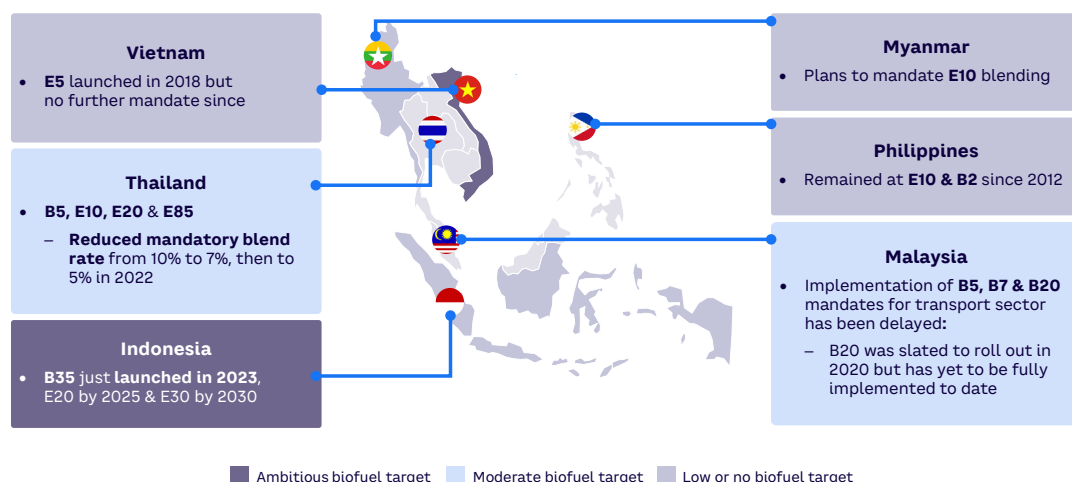 Vietnam
• E5 launched in 2018 but
no further mandate since
Thailand
• B5, E10, E20 & E85
– Reduced mandatory blend
rate from 10% to 7%, then to
5% in 2022
Indonesia
• B35 just launched in 2023,
E20 by 2025 & E30 by 2030
Myanmar
• Plans to mandate E10 blending
Philippines
• Remained at E10 & B2 since 2012
Malaysia
• Implementation of B5, B7 & B20
mandates for transport sector
has been delayed:
– B20 was slated to roll out in
2020 but has yet to be fully
implemented to date
Ambitious biofuel target
Moderate biofuel target
Low or no biofuel target